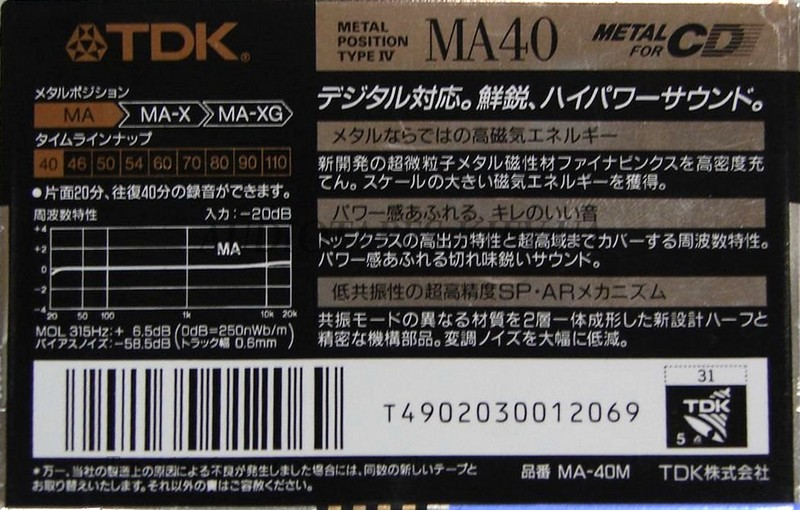 TDK®
METAL
POSITION
TYPE IV
MA40
METAL
FOR CD
メタルポジション
MA MA-X MA-XG
タイムラインナップ
40 46 50 54 60 70 80 90 110
●片面20分、往復40分の録音ができます。
周波数特性 入力:−20dB
+4
+2
0
−2
−4
MA
20 50 100 1k 10k 20k
MOL 315Hz:+ 6.5dB (0dB=250nWb/m)
バイアスノイズ:−58.5dB (トラック幅 0.6mm)
デジタル対応。鮮鋭、ハイパワーサウンド。
メタルならではの高磁気エネルギー
新開発の超微粒子メタル磁性材ファイナビンクスを高密度充
てん。スケールの大きい磁気エネルギーを獲得。
パワー感あふれる、キレのいい音
トップクラスの高出力特性と超高域までカバーする周波数特性。
パワー感あふれる切れ味鋭いサウンド。
低共振性の超高精度SP・ARメカニズム
共振モードの異なる材質を2層一体成形した新設計ハーフと
精密な機構部品。変調ノイズを大幅に低減。
T4902030012069
31
TDK
5
*万一、当社の製造上の原因による不良が発生しました場合には、同数の新しいテープと
お取り替えいたします。それ以外の責はご容赦ください。
品番 MA-40M TDK株式会社